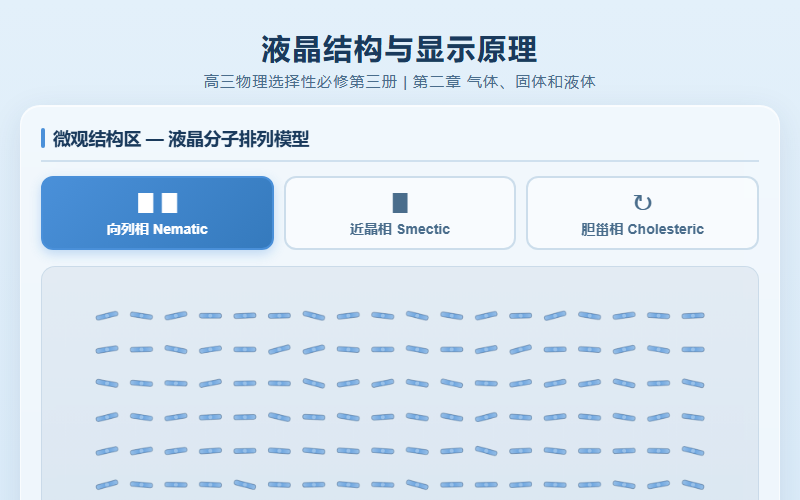 液晶结构与显示原理
高三物理选择性必修第三册 | 第二章 气体、固体和液体
微观结构区 — 液晶分子排列模型
向列相 Nematic
近晶相 Smectic
↻
胆甾相 Cholesteric